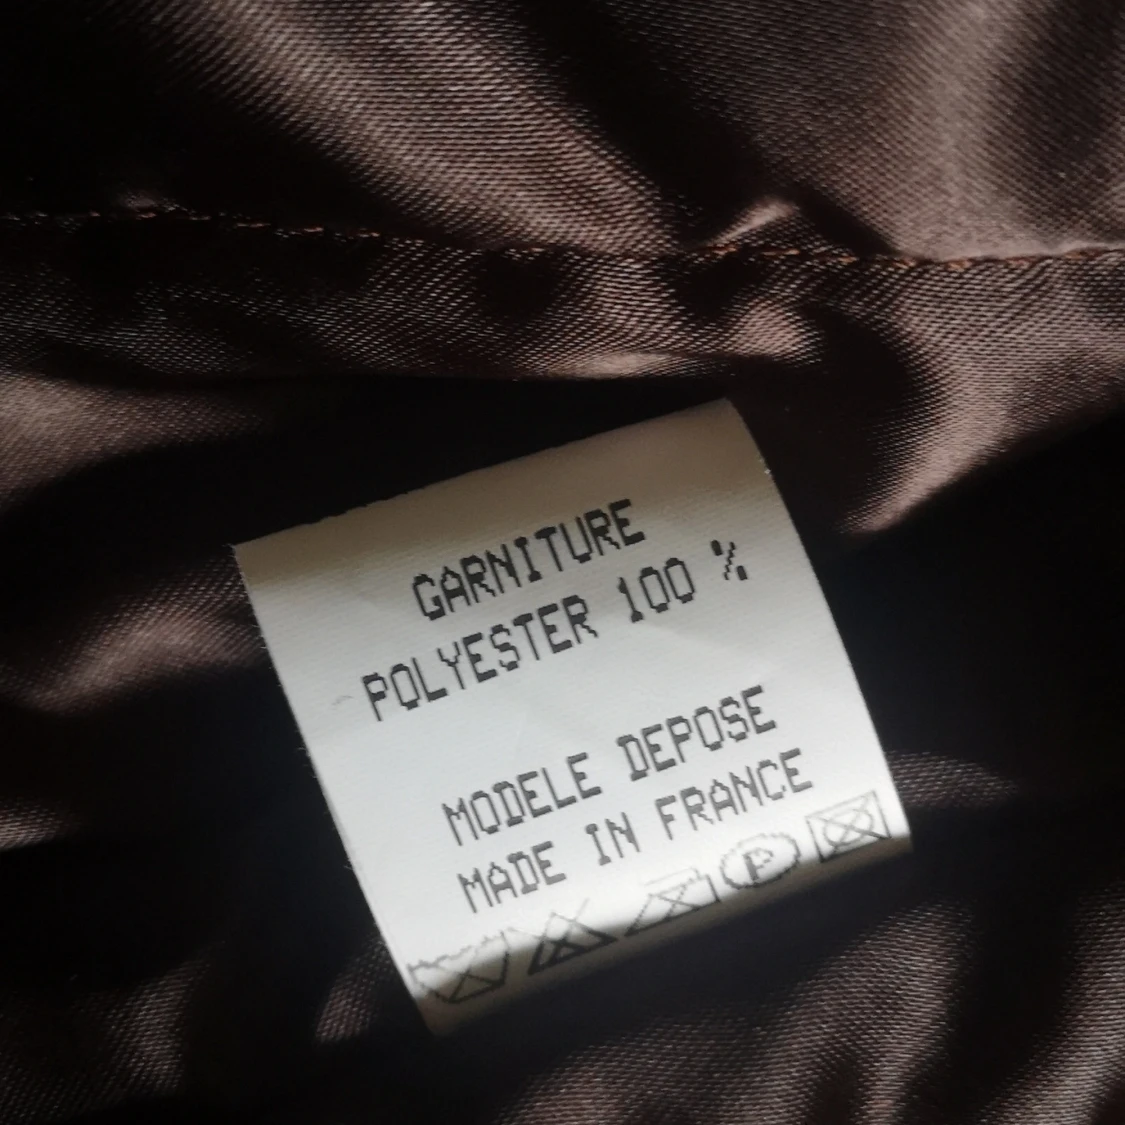 GARNITURE
POLYESTER 100 %
MODELE DEPOSE
MADE IN FRANCE
P